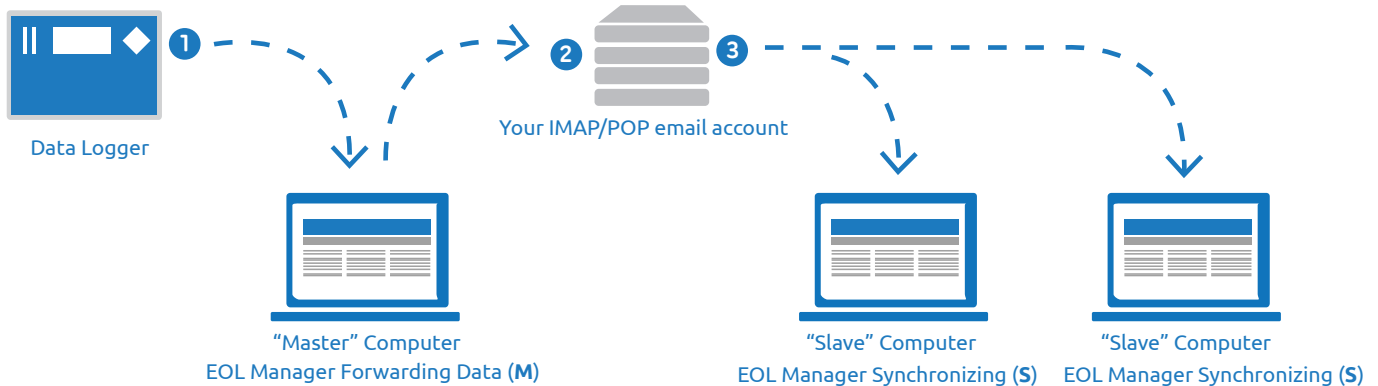 1
2
3
Data Logger
Your IMAP/POP email account
“Master” Computer
EOL Manager Forwarding Data (M)
“Slave” Computer
EOL Manager Synchronizing (S)
“Slave” Computer
EOL Manager Synchronizing (S)